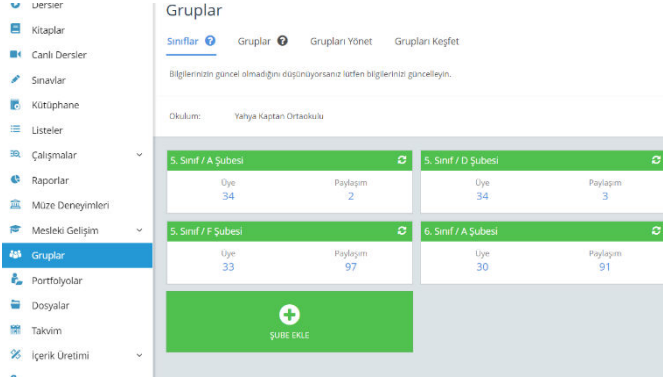 Dersler
Kitaplar
Canlı Dersler
Sınavlar
Kütüphane
Listeler
Çalışmalar
Raporlar
Müze Deneyimleri
Mesleki Gelişim
Gruplar
Portfolyolar
Dosyalar
Takvim
İçerik Üretimi
Gruplar
Sınıflar ? Gruplar ? Grupları Yönet Grupları Keşfet
Bilgilerinizin güncel olmadığını düşünüyorsanız lütfen bilgilerinizi güncelleyin.
Okulum: Yahya Kaptan Ortaokulu
5. Sınıf / A Şubesi
Üye Paylaşım
34 2
5. Sınıf / D Şubesi
Üye Paylaşım
34 3
5. Sınıf / F Şubesi
Üye Paylaşım
33 97
6. Sınıf / A Şubesi
Üye Paylaşım
30 91
ŞUBE EKLE